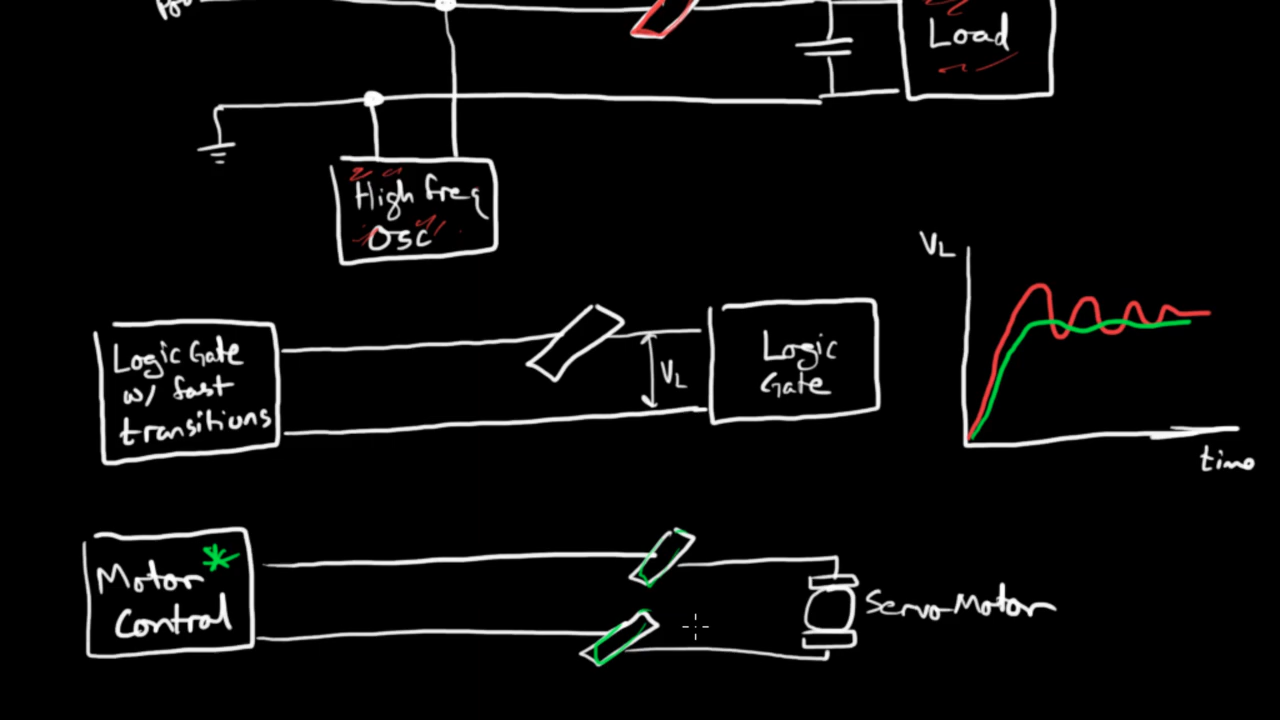 Load
High freq
Osc
VL
Logic Gate
w/ fast
transitions
VL
Logic
Gate
time
Motor *
Control
Servo-Motor